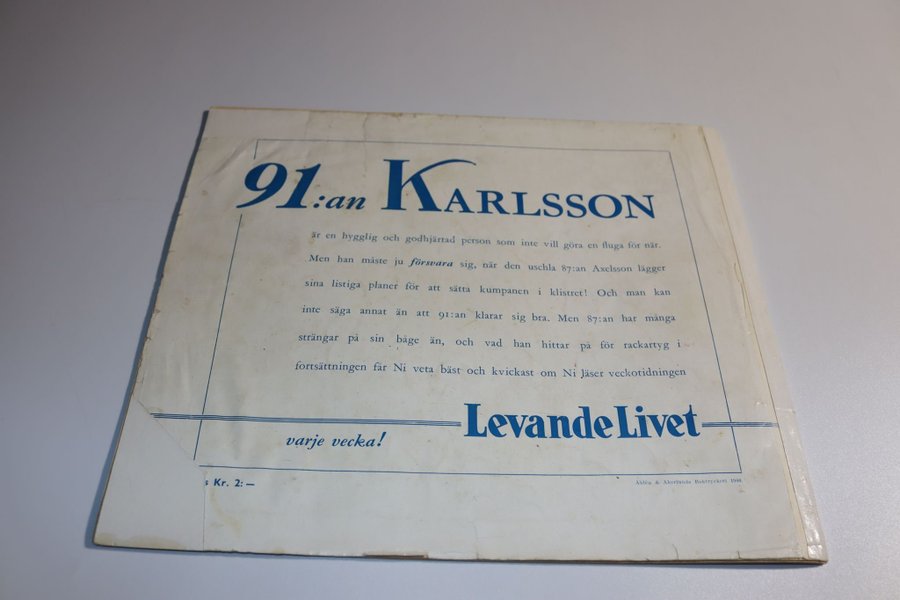 91:an KARLSSON
är en hygglig och godhjärtad person som inte vill göra en fluga för när.
Men han måste ju försvara sig, när den uschla 87:an Axelsson lägger
sina listiga planer för att sätta kumpanen i klistret! Och man kan
inte säga annat än att 91:an klarar sig bra. Men 87:an har många
strängar på sin båge än, och vad han hittar på för rackartyg i
fortsättningen får Ni veta bäst och kvickast om Ni läser veckotidningen
Levande Livet
varje vecka!
s Kr. 2:—
Åhlén & Åkerlunds Boktryckeri